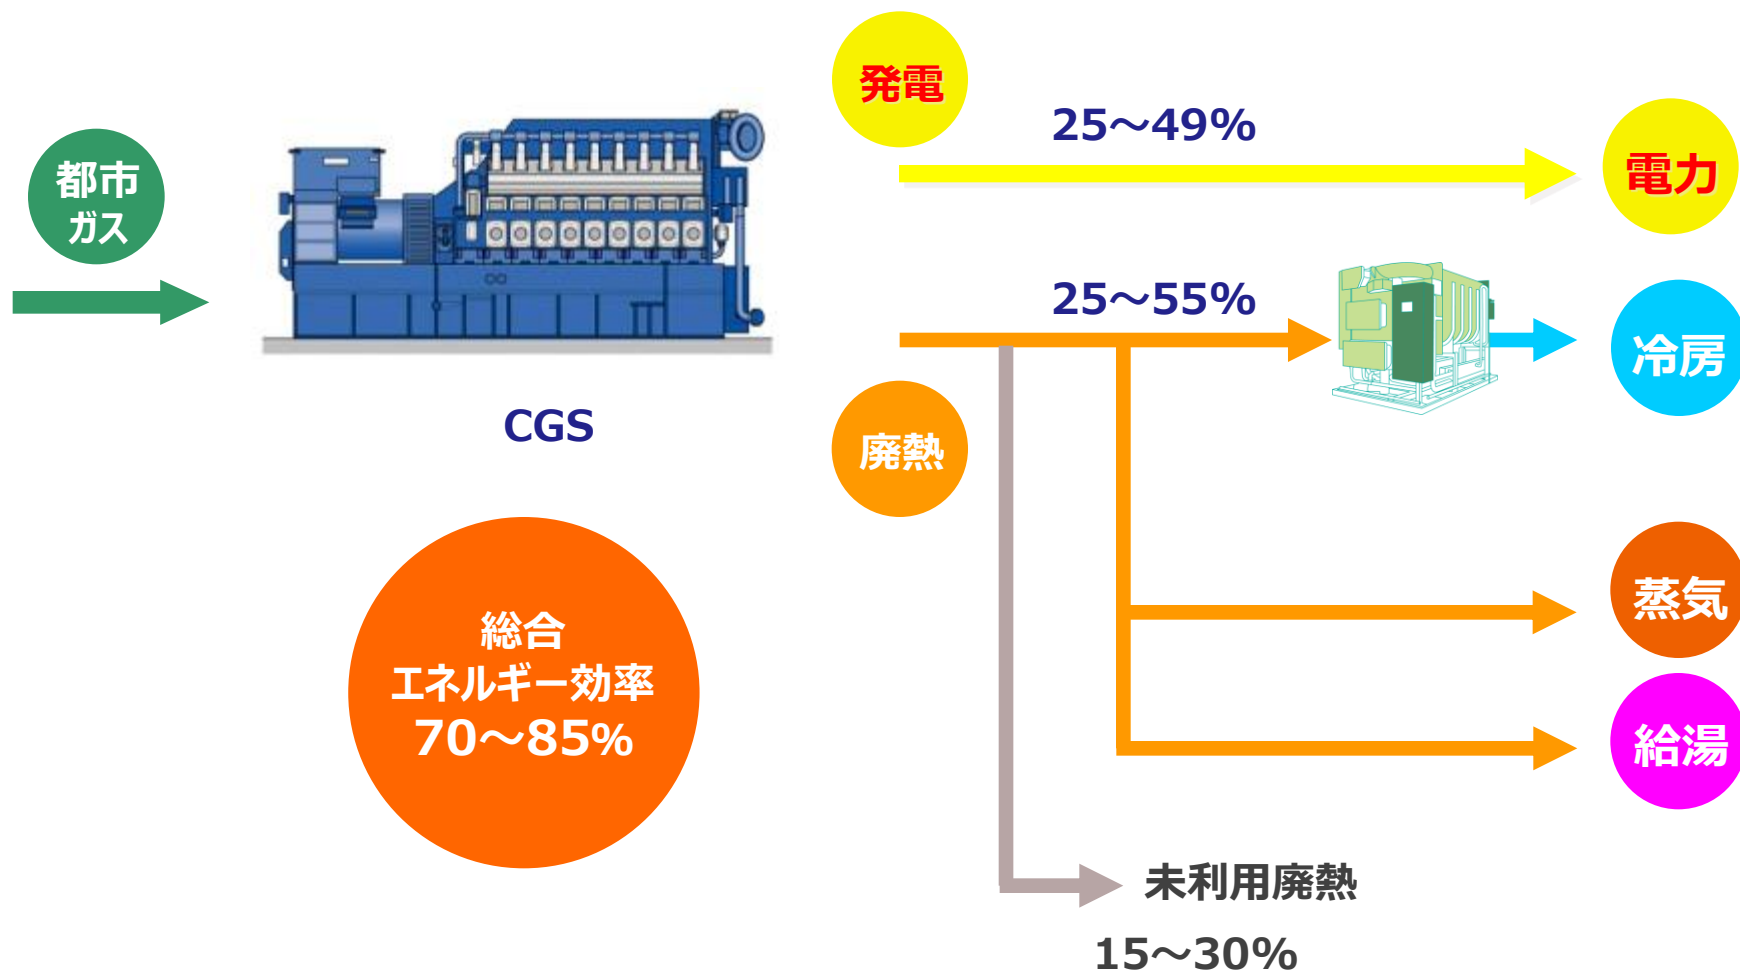 都市
ガス
CGS
総合
エネルギー効率
70～85%
発電
25～49%
電力
25～55%
冷房
廃熱
蒸気
給湯
未利用廃熱
15～30%